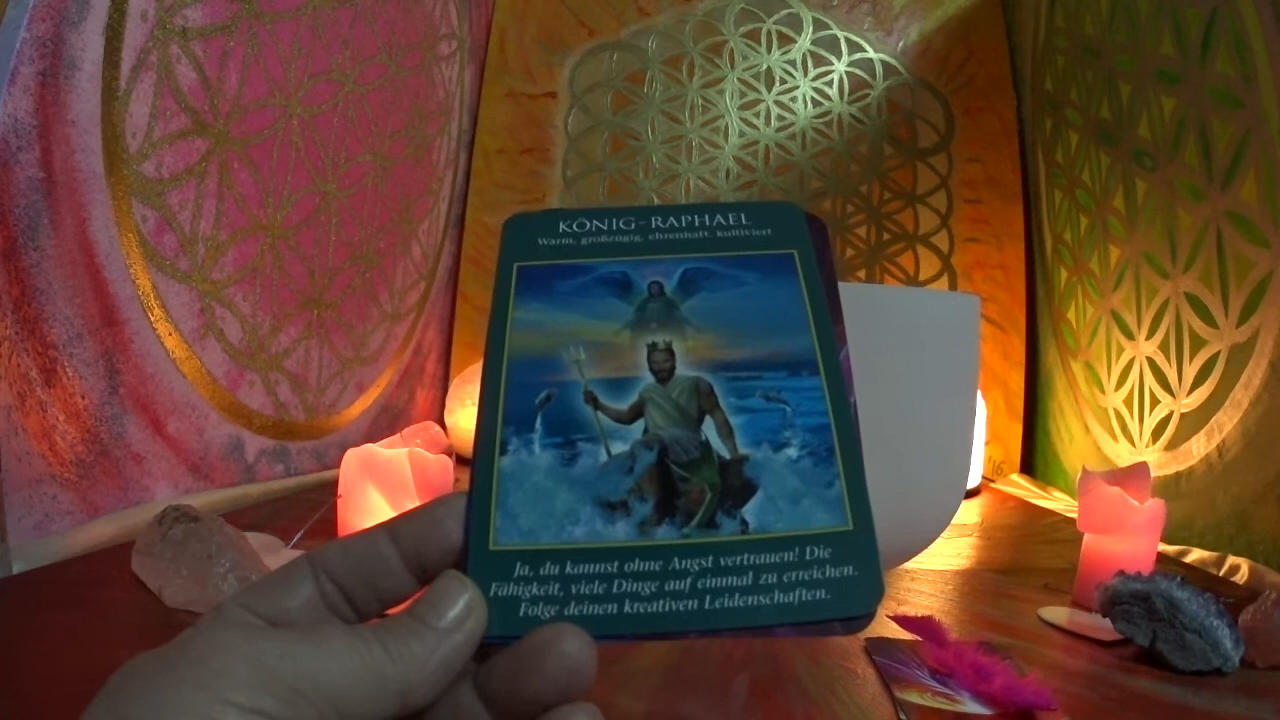 KÖNIG-RAPHAEL
Warm, großzügig, ehrenhaft, kultiviert
Ja, du kannst ohne Angst vertrauen! Die
Fähigkeit, viele Dinge auf einmal zu erreichen.
Folge deinen kreativen Leidenschaften.
'16